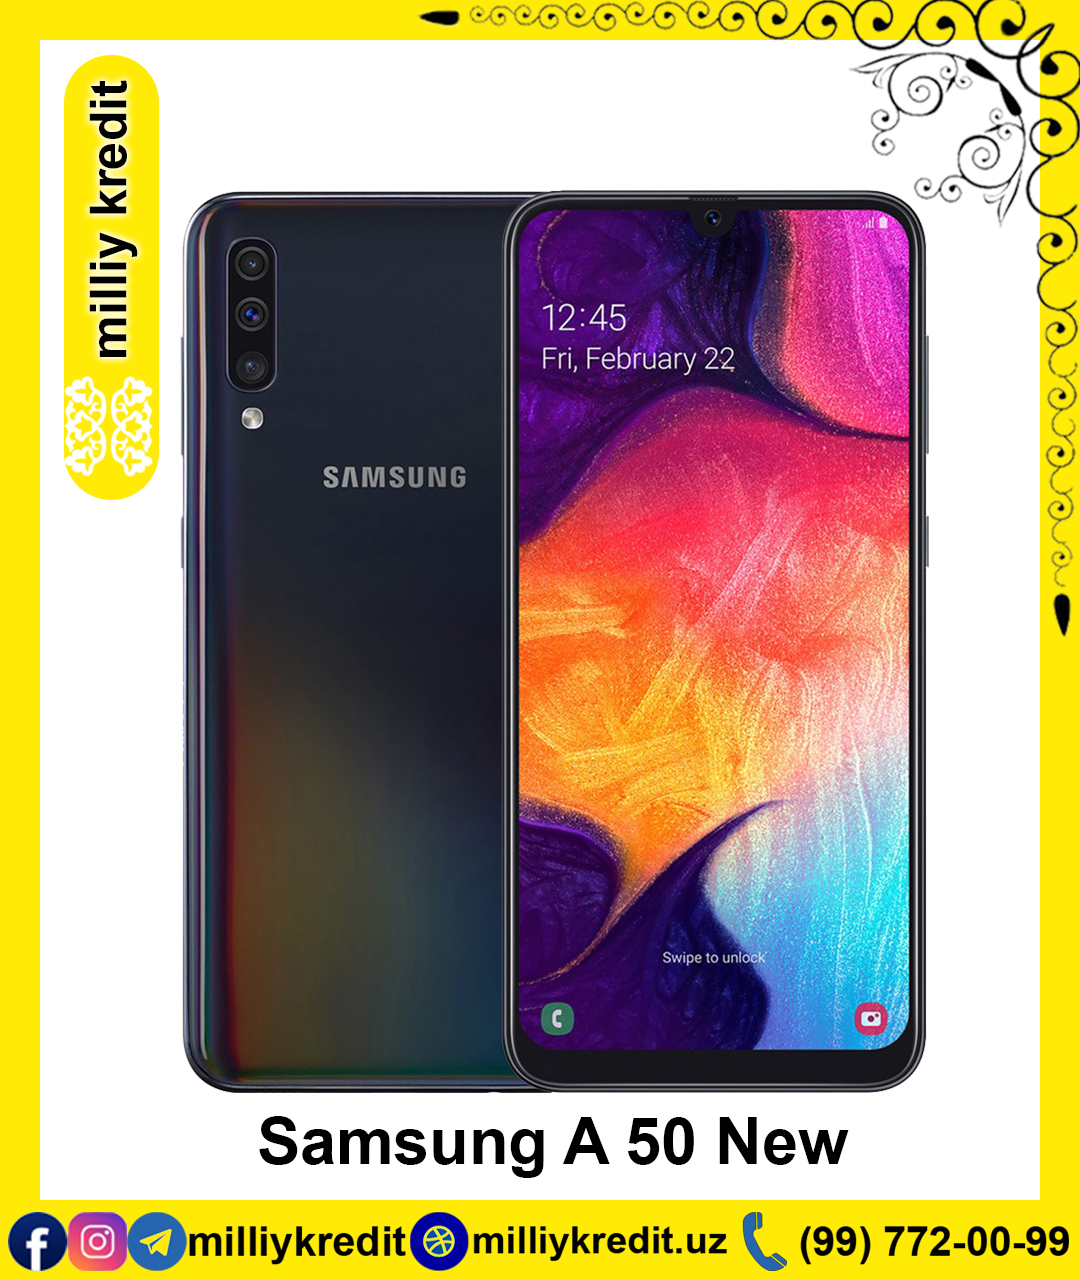 milliy kredit
SAMSUNG
12:45
Fri, February 22
Swipe to unlock
Samsung A 50 New
milliykredit milliykredit.uz (99) 772-00-99